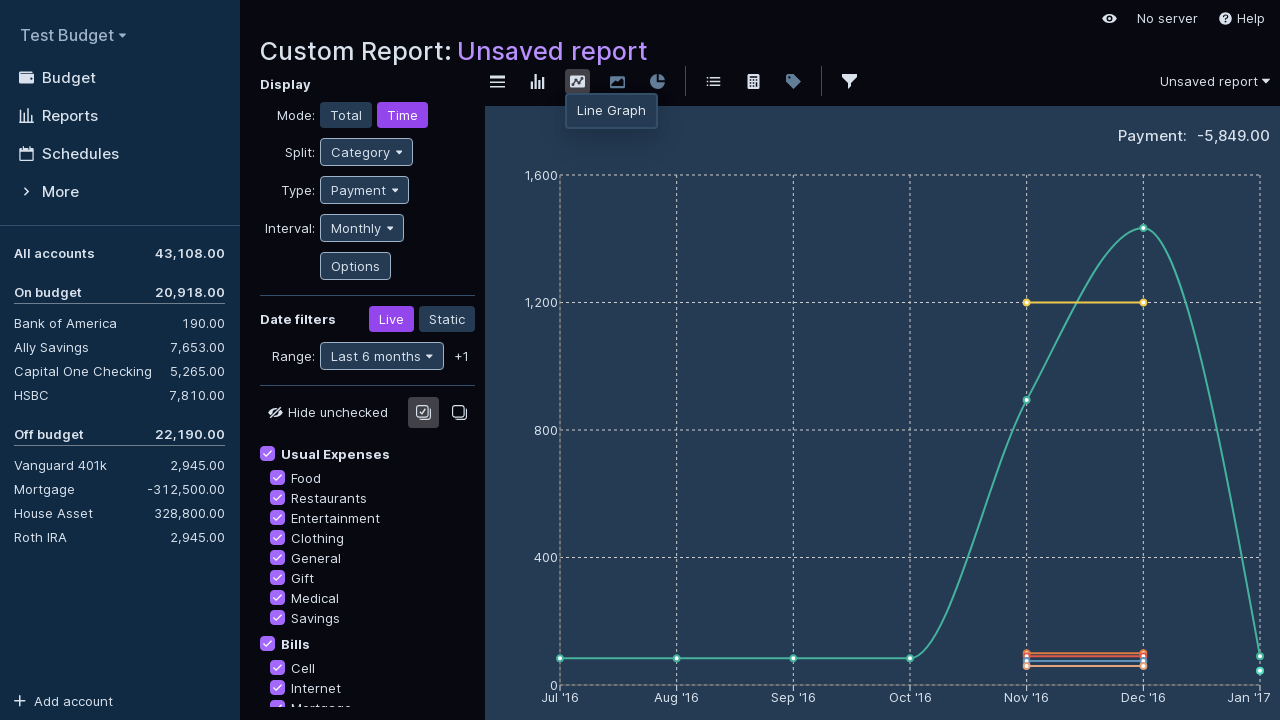 No server
Help
Test Budget
Budget
Reports
Schedules
More
All accounts 43,108.00
On budget 20,918.00
Bank of America 190.00
Ally Savings 7,653.00
Capital One Checking 5,265.00
HSBC 7,810.00
Off budget 22,190.00
Vanguard 401k 2,945.00
Mortgage -312,500.00
House Asset 328,800.00
Roth IRA 2,945.00
Add account
Custom Report: Unsaved report
Display
Mode: Total Time
Split: Category
Type: Payment
Interval: Monthly
Options
Date filters Live Static
Range: Last 6 months +1
Hide unchecked
Usual Expenses
Food
Restaurants
Entertainment
Clothing
General
Gift
Medical
Savings
Bills
Cell
Internet
Mortgage
Unsaved report
Line Graph
Payment: -5,849.00
1,600
1,200
800
400
0
Jul '16 Aug '16 Sep '16 Oct '16 Nov '16 Dec '16 Jan '17